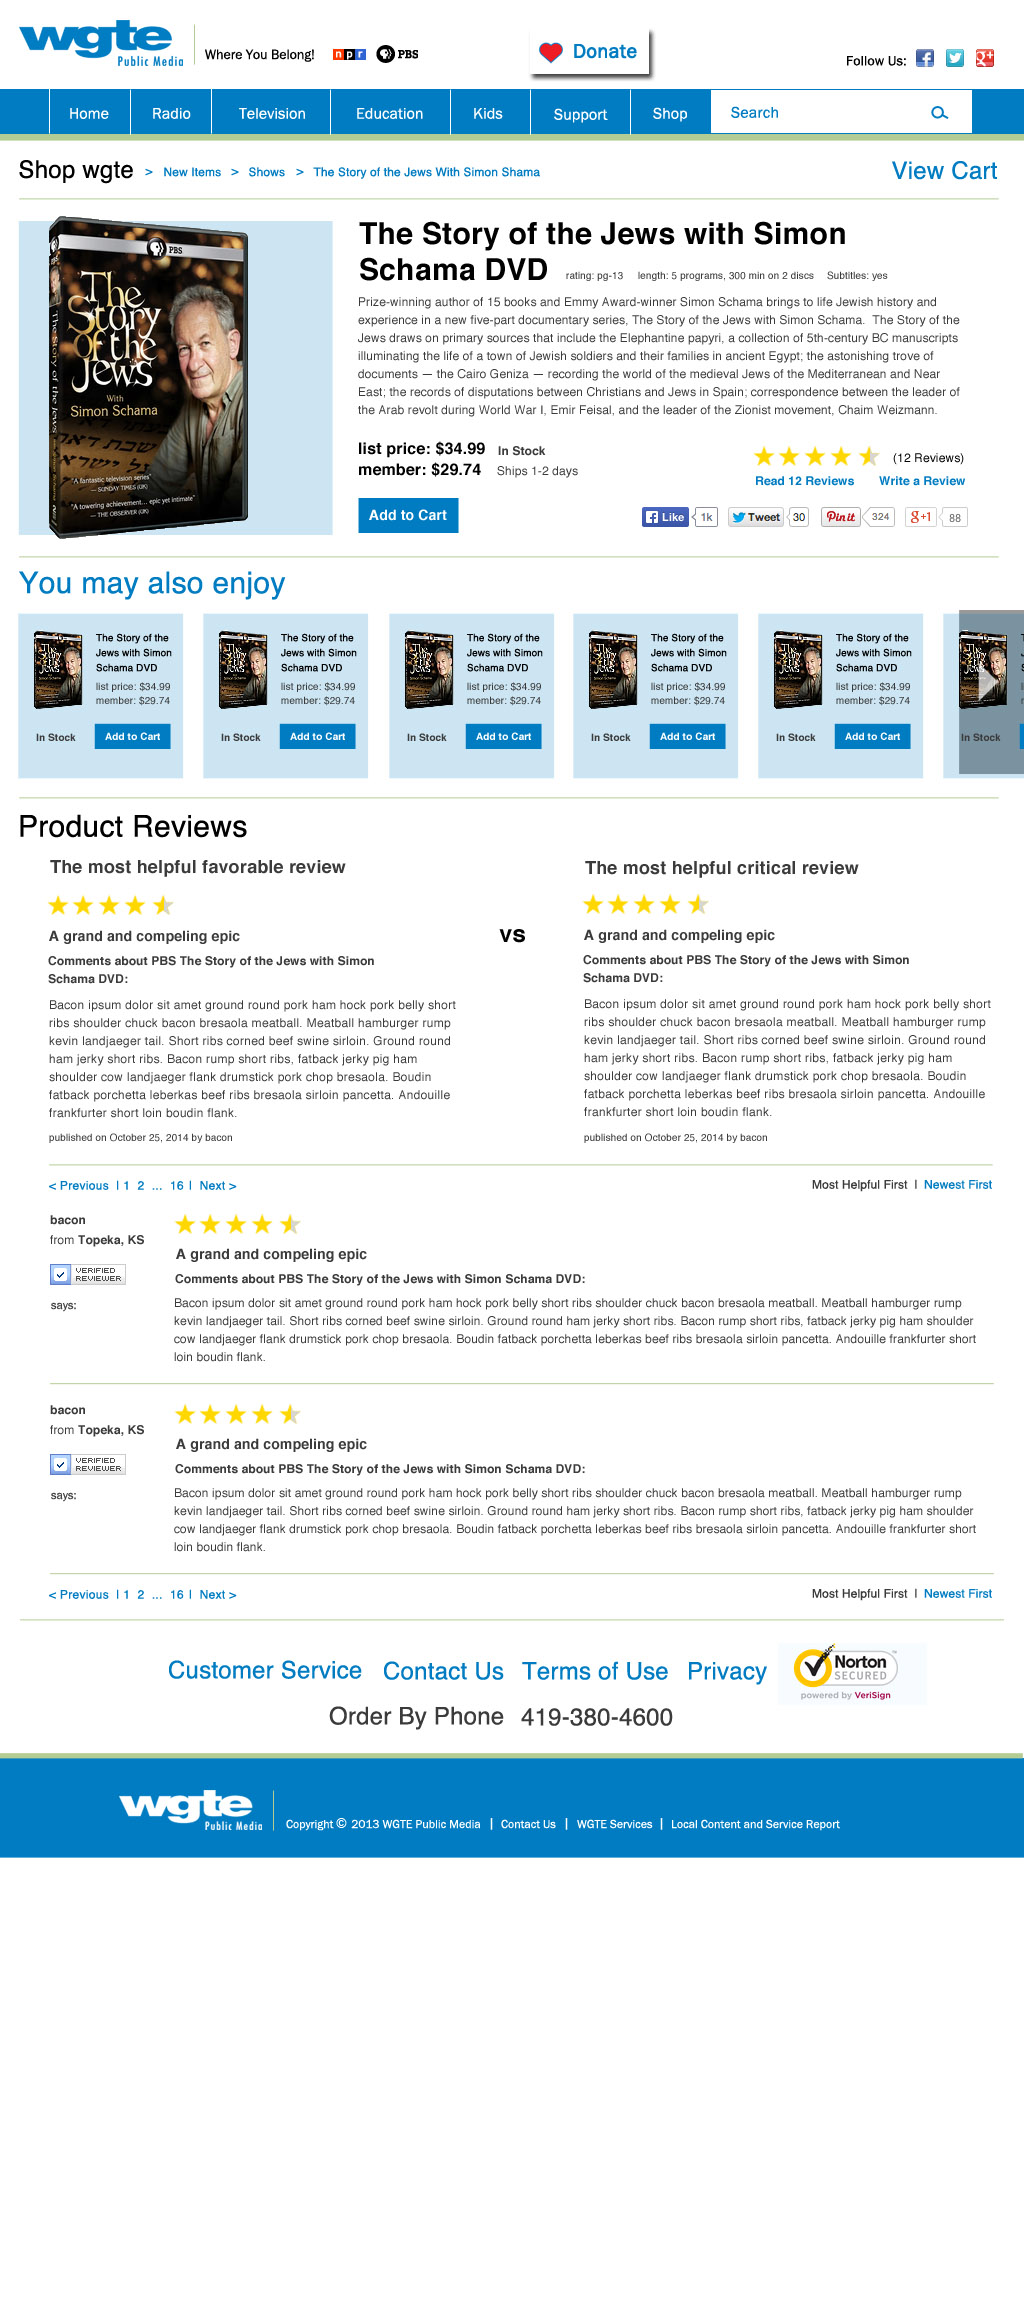 wgte
Public Media
Where You Belong!
n p r
PBS
Donate
Follow Us:
Home Radio Television Education Kids Support Shop Search
Shop wgte > New Items > Shows > The Story of the Jews With Simon Shama
View Cart
PBS
The
Story
of the
Jews
With
Simon Schama
"A fantastic television series"
— SUNDAY TIMES (UK)
"A towering achievement... epic yet intimate"
— THE OBSERVER (UK)
The Story of the Jews
The Story of the Jews with Simon
Schama DVD rating: pg-13 length: 5 programs, 300 min on 2 discs Subtitles: yes
Prize-winning author of 15 books and Emmy Award-winner Simon Schama brings to life Jewish history and
experience in a new five-part documentary series, The Story of the Jews with Simon Schama. The Story of the
Jews draws on primary sources that include the Elephantine papyri, a collection of 5th-century BC manuscripts
illuminating the life of a town of Jewish soldiers and their families in ancient Egypt; the astonishing trove of
documents — the Cairo Geniza — recording the world of the medieval Jews of the Mediterranean and Near
East; the records of disputations between Christians and Jews in Spain; correspondence between the leader of
the Arab revolt during World War I, Emir Feisal, and the leader of the Zionist movement, Chaim Weizmann.
list price: $34.99 In Stock
member: $29.74 Ships 1-2 days
(12 Reviews)
Read 12 Reviews Write a Review
Add to Cart
Like 1k Tweet 30 Pin it 324 g+1 88
You may also enjoy
The Story of the
Jews with Simon
Schama DVD
list price: $34.99
member: $29.74
In Stock Add to Cart
The Story of the
Jews with Simon
Schama DVD
list price: $34.99
member: $29.74
In Stock Add to Cart
The Story of the
Jews with Simon
Schama DVD
list price: $34.99
member: $29.74
In Stock Add to Cart
The Story of the
Jews with Simon
Schama DVD
list price: $34.99
member: $29.74
In Stock Add to Cart
The Story of the
Jews with Simon
Schama DVD
list price: $34.99
member: $29.74
In Stock Add to Cart
In Stock
Product Reviews
The most helpful favorable review
A grand and compeling epic
Comments about PBS The Story of the Jews with Simon
Schama DVD:
Bacon ipsum dolor sit amet ground round pork ham hock pork belly short
ribs shoulder chuck bacon bresaola meatball. Meatball hamburger rump
kevin landjaeger tail. Short ribs corned beef swine sirloin. Ground round
ham jerky short ribs. Bacon rump short ribs, fatback jerky pig ham
shoulder cow landjaeger flank drumstick pork chop bresaola. Boudin
fatback porchetta leberkas beef ribs bresaola sirloin pancetta. Andouille
frankfurter short loin boudin flank.
published on October 25, 2014 by bacon
vs
The most helpful critical review
A grand and compeling epic
Comments about PBS The Story of the Jews with Simon
Schama DVD:
Bacon ipsum dolor sit amet ground round pork ham hock pork belly short
ribs shoulder chuck bacon bresaola meatball. Meatball hamburger rump
kevin landjaeger tail. Short ribs corned beef swine sirloin. Ground round
ham jerky short ribs. Bacon rump short ribs, fatback jerky pig ham
shoulder cow landjaeger flank drumstick pork chop bresaola. Boudin
fatback porchetta leberkas beef ribs bresaola sirloin pancetta. Andouille
frankfurter short loin boudin flank.
published on October 25, 2014 by bacon
< Previous | 1 2 ... 16 | Next >
Most Helpful First | Newest First
bacon
from Topeka, KS
VERIFIED
REVIEWER
says:
A grand and compeling epic
Comments about PBS The Story of the Jews with Simon Schama DVD:
Bacon ipsum dolor sit amet ground round pork ham hock pork belly short ribs shoulder chuck bacon bresaola meatball. Meatball hamburger rump
kevin landjaeger tail. Short ribs corned beef swine sirloin. Ground round ham jerky short ribs. Bacon rump short ribs, fatback jerky pig ham shoulder
cow landjaeger flank drumstick pork chop bresaola. Boudin fatback porchetta leberkas beef ribs bresaola sirloin pancetta. Andouille frankfurter short
loin boudin flank.
bacon
from Topeka, KS
VERIFIED
REVIEWER
says:
A grand and compeling epic
Comments about PBS The Story of the Jews with Simon Schama DVD:
Bacon ipsum dolor sit amet ground round pork ham hock pork belly short ribs shoulder chuck bacon bresaola meatball. Meatball hamburger rump
kevin landjaeger tail. Short ribs corned beef swine sirloin. Ground round ham jerky short ribs. Bacon rump short ribs, fatback jerky pig ham shoulder
cow landjaeger flank drumstick pork chop bresaola. Boudin fatback porchetta leberkas beef ribs bresaola sirloin pancetta. Andouille frankfurter short
loin boudin flank.
< Previous | 1 2 ... 16 | Next >
Most Helpful First | Newest First
Customer Service Contact Us Terms of Use Privacy
Norton
SECURED
powered by VeriSign
Order By Phone 419-380-4600
wgte
Public Media
Copyright © 2013 WGTE Public Media | Contact Us | WGTE Services | Local Content and Service Report